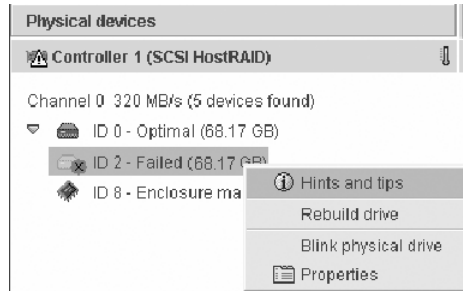 Physical devices
Controller 1 (SCSI HostRAID)
Channel 0 320 MB/s (5 devices found)
ID 0 - Optimal (68.17 GB)
ID 2 - Failed (68.17 GB)
ID 8 - Enclosure ma
Hints and tips
Rebuild drive
Blink physical drive
Properties